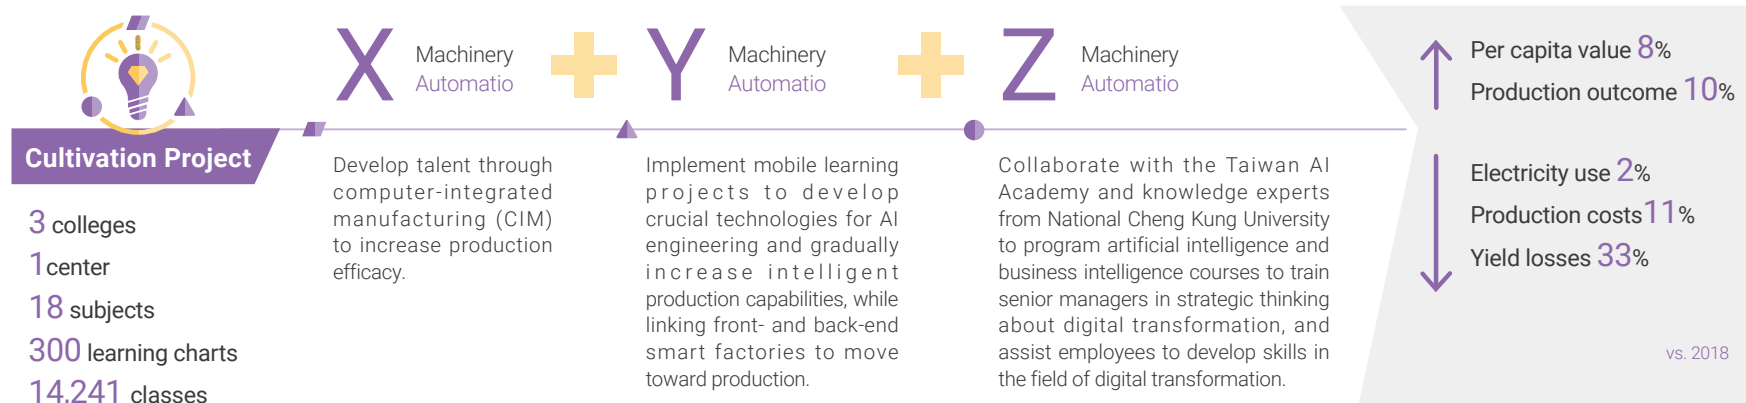 X
Machinery
Automatio
Y
Machinery
Automatio
Z
Machinery
Automatio
Cultivation Project
3 colleges
1center
18 subjects
300 learning charts
14,241 classes
Develop talent through
computer-integrated
manufacturing (CIM)
to increase production
efficacy.
Implement mobile learning
projects to develop
crucial technologies for AI
engineering and gradually
increase intelligent
production capabilities, while
linking front- and back-end
smart factories to move
toward production.
Collaborate with the Taiwan AI
Academy and knowledge experts
from National Cheng Kung University
to program artificial intelligence and
business intelligence courses to train
senior managers in strategic thinking
about digital transformation, and
assist employees to develop skills in
the field of digital transformation.
Per capita value 8%
Production outcome 10%
Electricity use 2%
Production costs11%
Yield losses 33%
vs. 2018